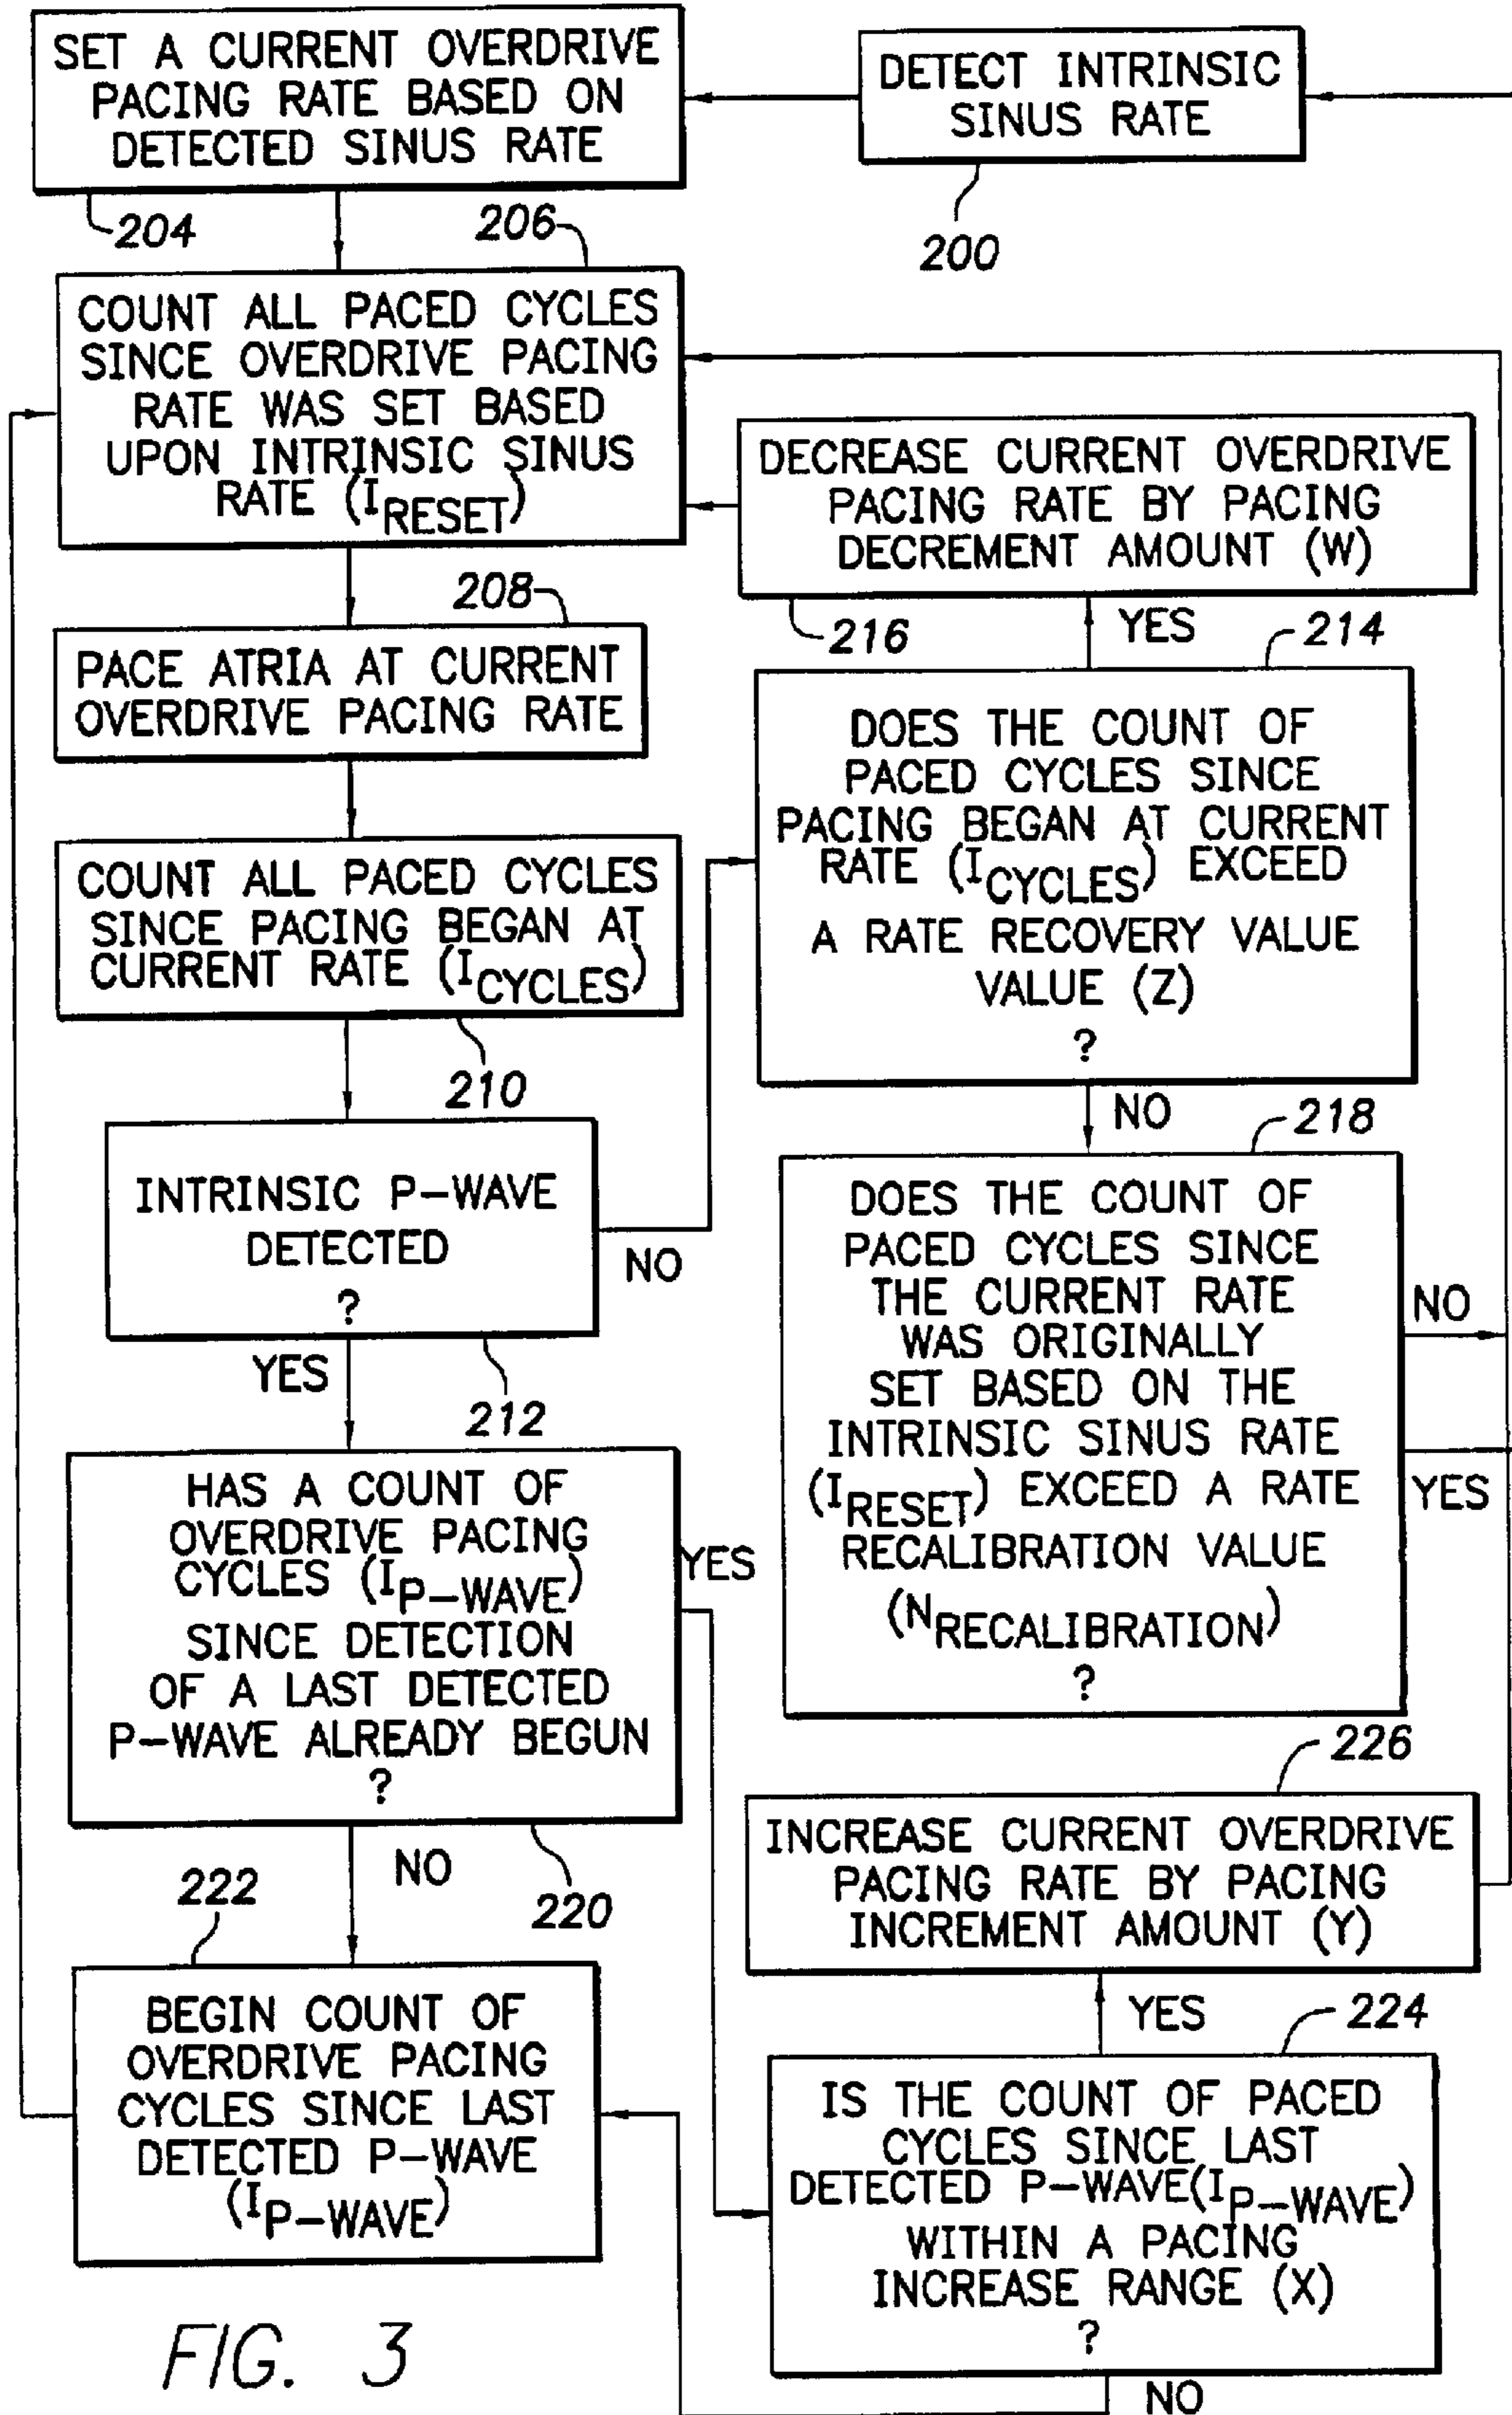 SET A CURRENT OVERDRIVE
PACING RATE BASED ON
DETECTED SINUS RATE
204
DETECT INTRINSIC
SINUS RATE
200
206
COUNT ALL PACED CYCLES
SINCE OVERDRIVE PACING
RATE WAS SET BASED
UPON INTRINSIC SINUS
RATE (I_RESET)
208
PACE ATRIA AT CURRENT
OVERDRIVE PACING RATE
COUNT ALL PACED CYCLES
SINCE PACING BEGAN AT
CURRENT RATE (I_CYCLES)
210
INTRINSIC P-WAVE
DETECTED
?
NO
YES
212
DECREASE CURRENT OVERDRIVE
PACING RATE BY PACING
DECREMENT AMOUNT (W)
216
YES
214
DOES THE COUNT OF
PACED CYCLES SINCE
PACING BEGAN AT CURRENT
RATE (I_CYCLES) EXCEED
A RATE RECOVERY VALUE
VALUE (Z)
?
NO
218
DOES THE COUNT OF
PACED CYCLES SINCE
THE CURRENT RATE
WAS ORIGINALLY
SET BASED ON THE
INTRINSIC SINUS RATE
(I_RESET) EXCEED A RATE
RECALIBRATION VALUE
(N_RECALIBRATION)
?
NO
YES
HAS A COUNT OF
OVERDRIVE PACING
CYCLES (I_P-WAVE)
SINCE DETECTION
OF A LAST DETECTED
P-WAVE ALREADY BEGUN
?
YES
NO
220
222
BEGIN COUNT OF
OVERDRIVE PACING
CYCLES SINCE LAST
DETECTED P-WAVE
(I_P-WAVE)
226
INCREASE CURRENT OVERDRIVE
PACING RATE BY PACING
INCREMENT AMOUNT (Y)
YES
224
IS THE COUNT OF PACED
CYCLES SINCE LAST
DETECTED P-WAVE(I_P-WAVE)
WITHIN A PACING
INCREASE RANGE (X)
?
NO
FIG. 3